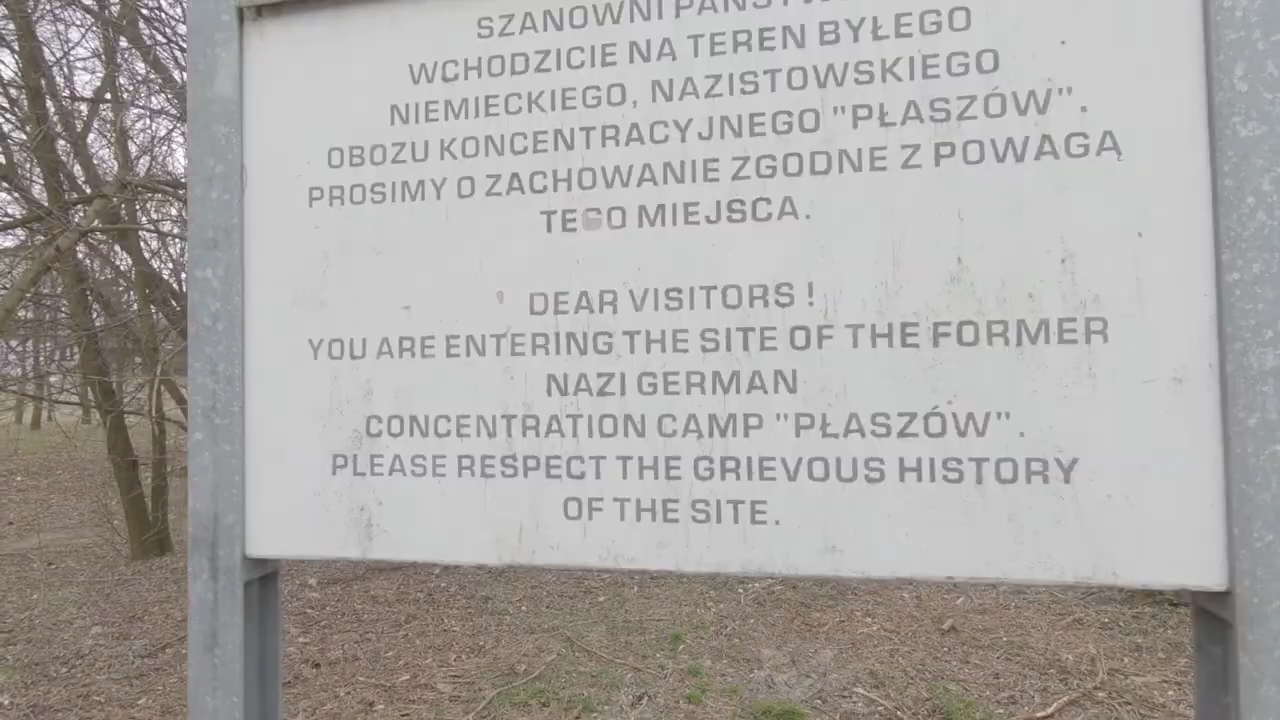 SZANOWNI
WCHODZICIE NA TEREN BYŁEGO
NIEMIECKIEGO, NAZISTOWSKIEGO
OBOZU KONCENTRACYJNEGO "PŁASZÓW".
PROSIMY O ZACHOWANIE ZGODNE Z POWAGĄ
TEGO MIEJSCA.
DEAR VISITORS !
YOU ARE ENTERING THE SITE OF THE FORMER
NAZI GERMAN
CONCENTRATION CAMP "PŁASZÓW".
PLEASE RESPECT THE GRIEVOUS HISTORY
OF THE SITE.